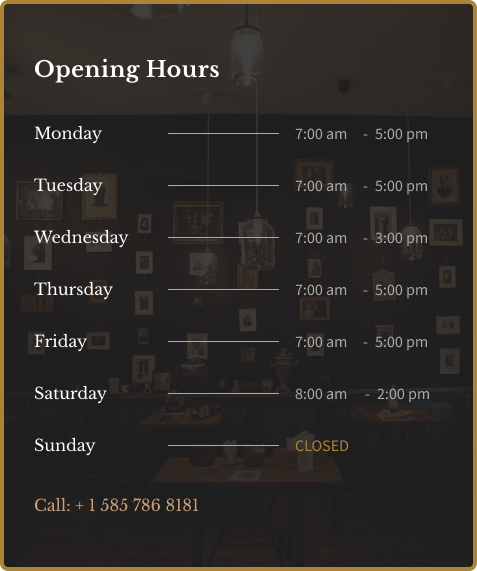 Opening Hours
Monday 7:00 am - 5:00 pm
Tuesday 7:00 am - 5:00 pm
Wednesday 7:00 am - 3:00 pm
Thursday 7:00 am - 5:00 pm
Friday 7:00 am - 5:00 pm
Saturday 8:00 am - 2:00 pm
Sunday CLOSED
Call: + 1 585 786 8181